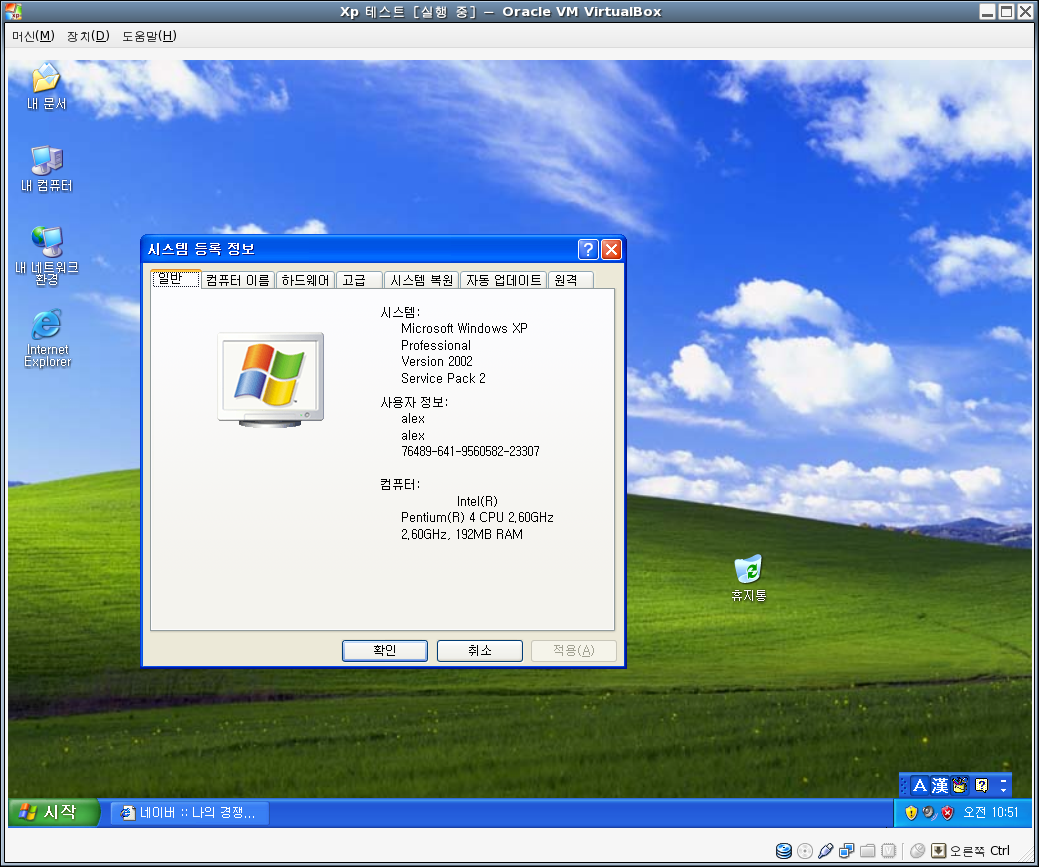 Xp 테스트 [실행 중] - Oracle VM VirtualBox
머신(M) 장치(D) 도움말(H)
내 문서
내 컴퓨터
내 네트워크
환경
Internet
Explorer
시스템 등록 정보
일반 컴퓨터 이름 하드웨어 고급 시스템 복원 자동 업데이트 원격
시스템:
Microsoft Windows XP
Professional
Version 2002
Service Pack 2
사용자 정보:
alex
alex
76489-641-9560582-23307
컴퓨터:
Intel(R)
Pentium(R) 4 CPU 2.60GHz
2.60GHz, 192MB RAM
확인 취소 적용(A)
휴지통
A 漢
시작 네이버 :: 나의 경쟁... 오전 10:51
오른쪽 Ctrl